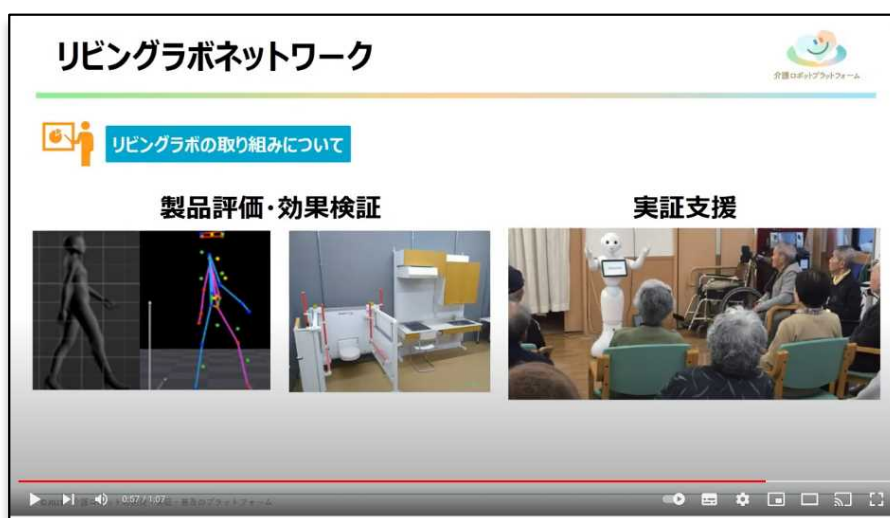 リビングラボネットワーク
介護ロボットプラットフォーム
リビングラボの取り組みについて
製品評価・効果検証
実証支援
0:57 / 1:07